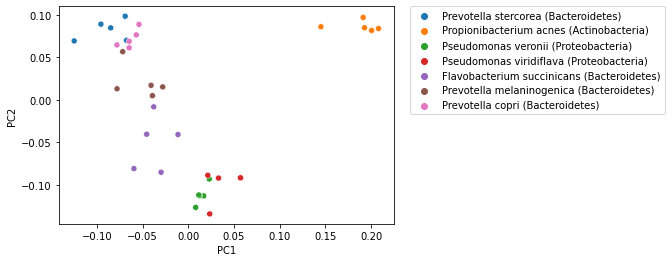 Prevotella stercorea (Bacteroidetes)
Propionibacterium acnes (Actinobacteria)
Pseudomonas veronii (Proteobacteria)
Pseudomonas viridiflava (Proteobacteria)
Flavobacterium succinicans (Bacteroidetes)
Prevotella melaninogenica (Bacteroidetes)
Prevotella copri (Bacteroidetes)
PC2
0.10
0.05
0.00
−0.05
−0.10
−0.10 −0.05 0.00 0.05 0.10 0.15 0.20
PC1